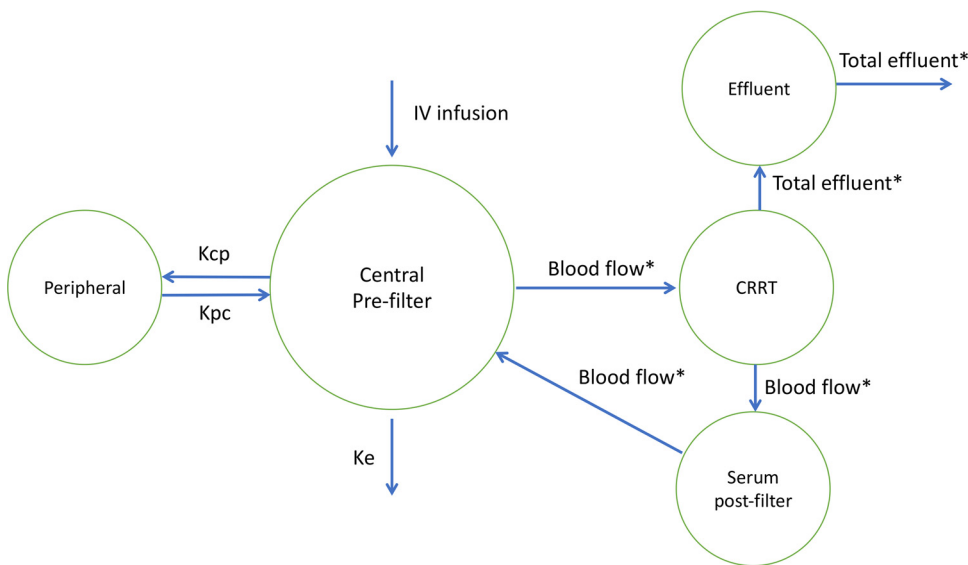 Total effluent*
Effluent
IV infusion
Total effluent*
Kcp
Peripheral
Kpc
Central
Pre-filter
Blood flow*
CRRT
Blood flow*
Blood flow*
Ke
Serum
post-filter